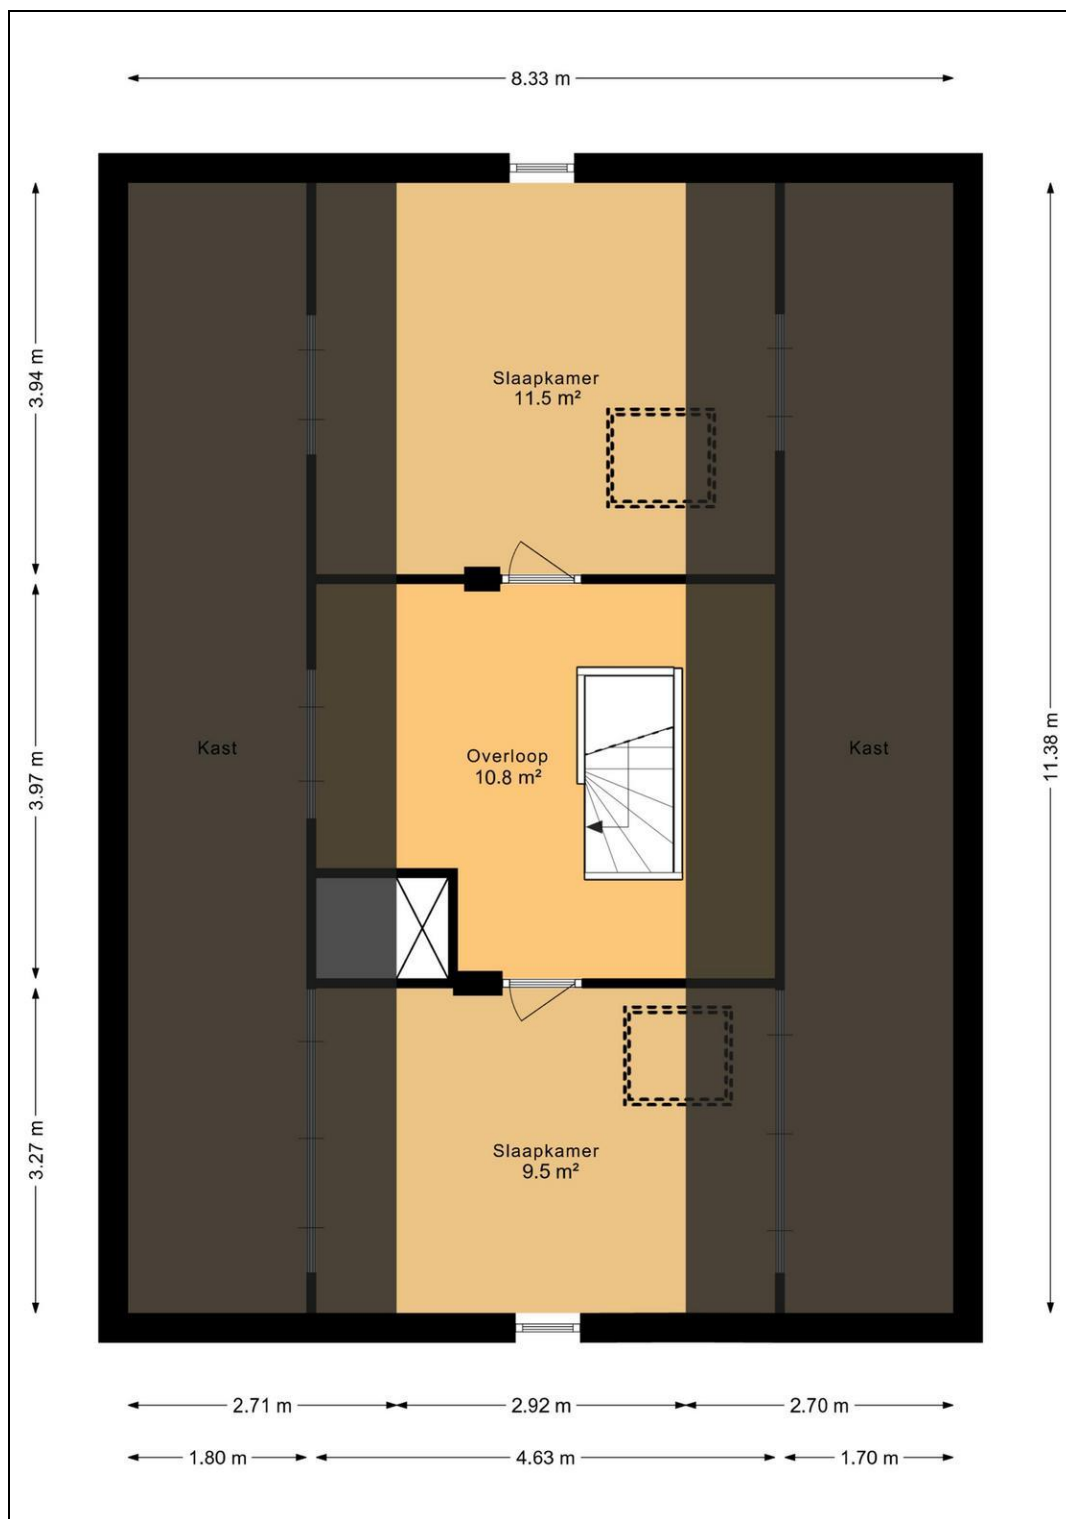 8.33 m
3.94 m
Slaapkamer
11.5 m²
11.38 m
3.97 m
Kast
Overloop
10.8 m²
Kast
3.27 m
Slaapkamer
9.5 m²
2.71 m
2.92 m
2.70 m
1.80 m
4.63 m
1.70 m